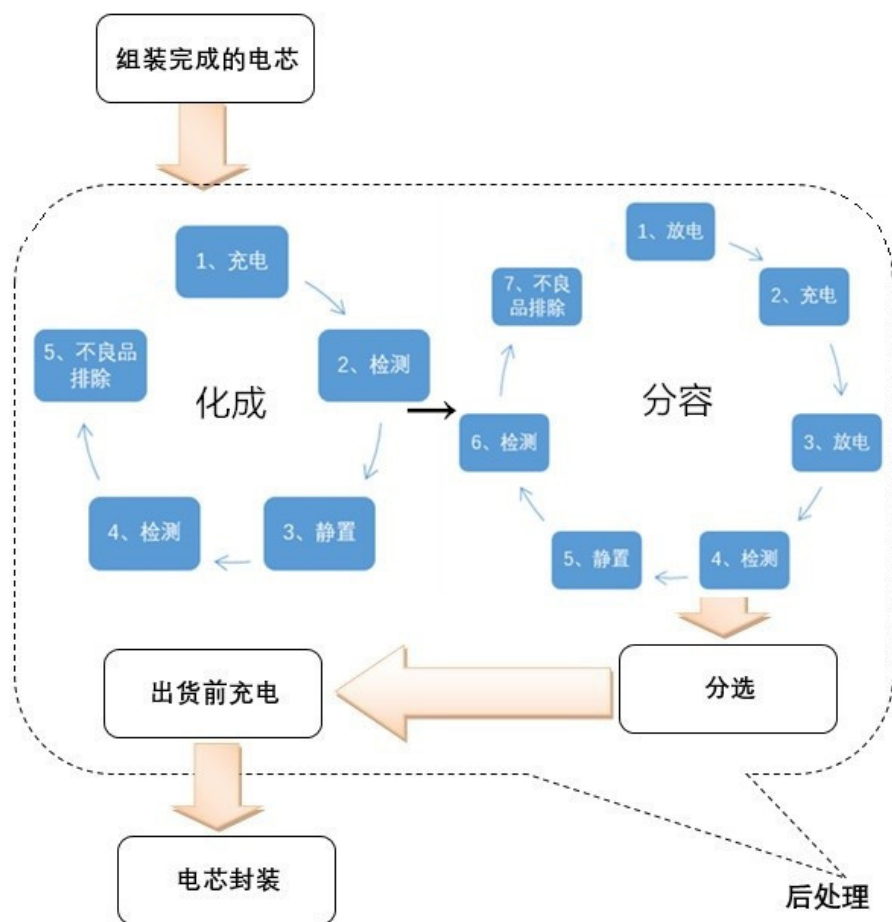 组装完成的电芯
1、充电
2、检测
3、静置
4、检测
5、不良品
排除
化成
1、放电
2、充电
3、放电
4、检测
5、静置
6、检测
7、不良
品排除
分容
分选
出货前充电
电芯封装
后处理